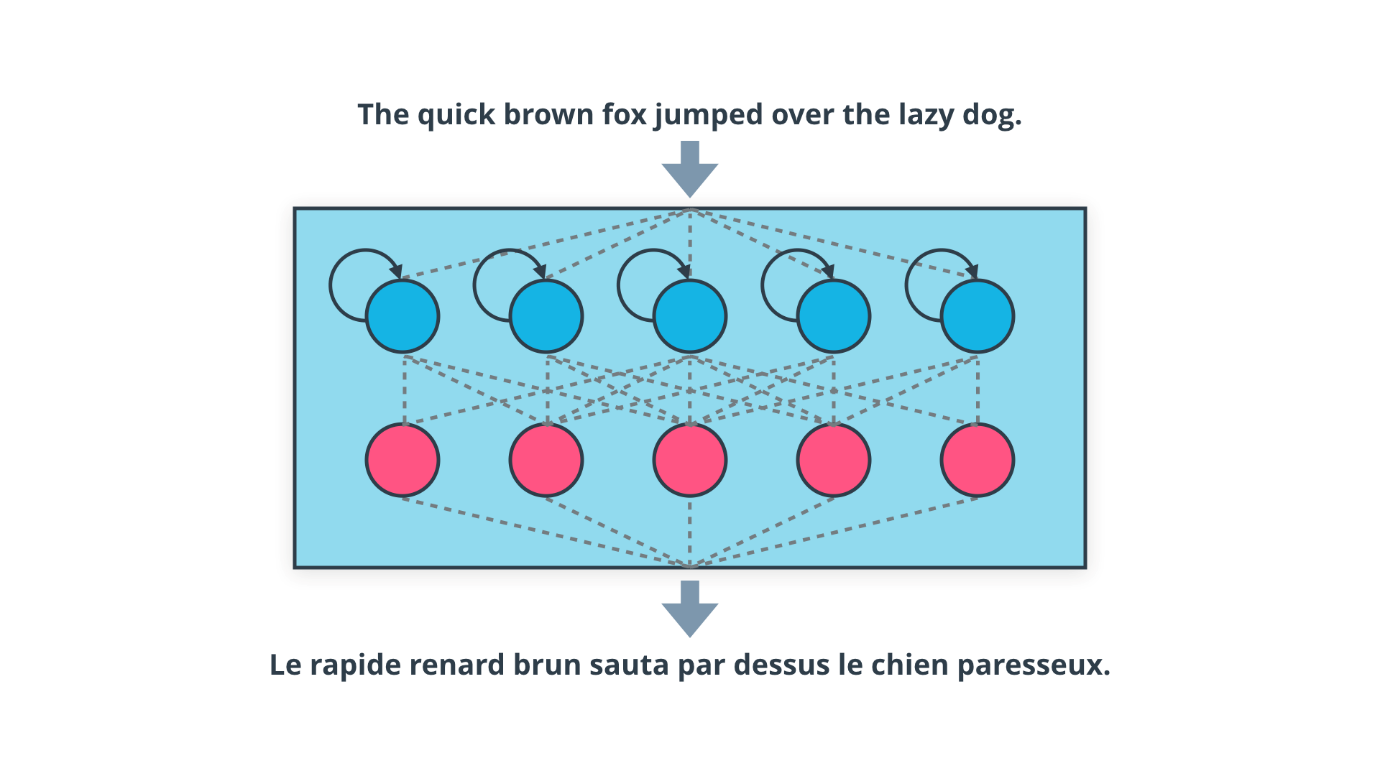 The quick brown fox jumped over the lazy dog.
Le rapide renard brun sauta par dessus le chien paresseux.